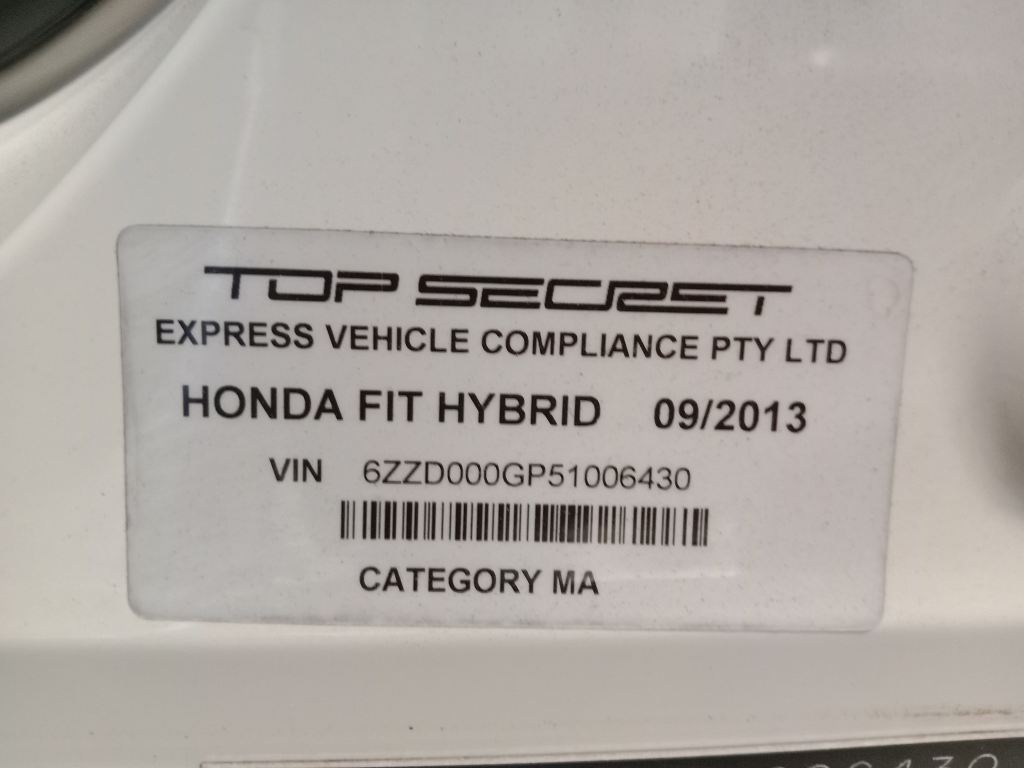 TOP SECRET
EXPRESS VEHICLE COMPLIANCE PTY LTD
HONDA FIT HYBRID 09/2013
VIN 6ZZD000GP51006430
CATEGORY MA